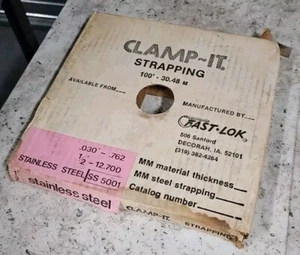 CLAMP-IT.
STRAPPING
100' - 30.48 M
AVAILABLE FROM
MANUFACTURED BY
FAST-LOK.
506 Sanford
DECORAH, IA. 52101
(319) 382-4264
.030" - .762
1/2 - 12.700
STAINLESS STEEL/SS 5001
stainless steel
MM material thickness
MM steel strapping
Catalog number
CLAMP-IT. STRAPPING